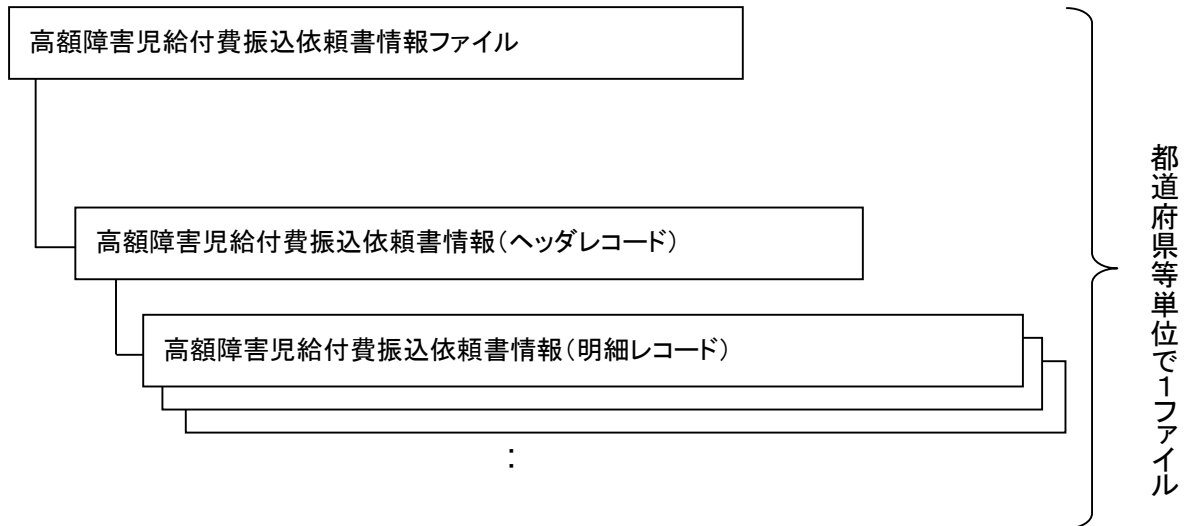 高額障害児給付費振込依頼書情報ファイル
高額障害児給付費振込依頼書情報(ヘッダレコード)
高額障害児給付費振込依頼書情報(明細レコード)
:
都道府県等単位で1ファイル